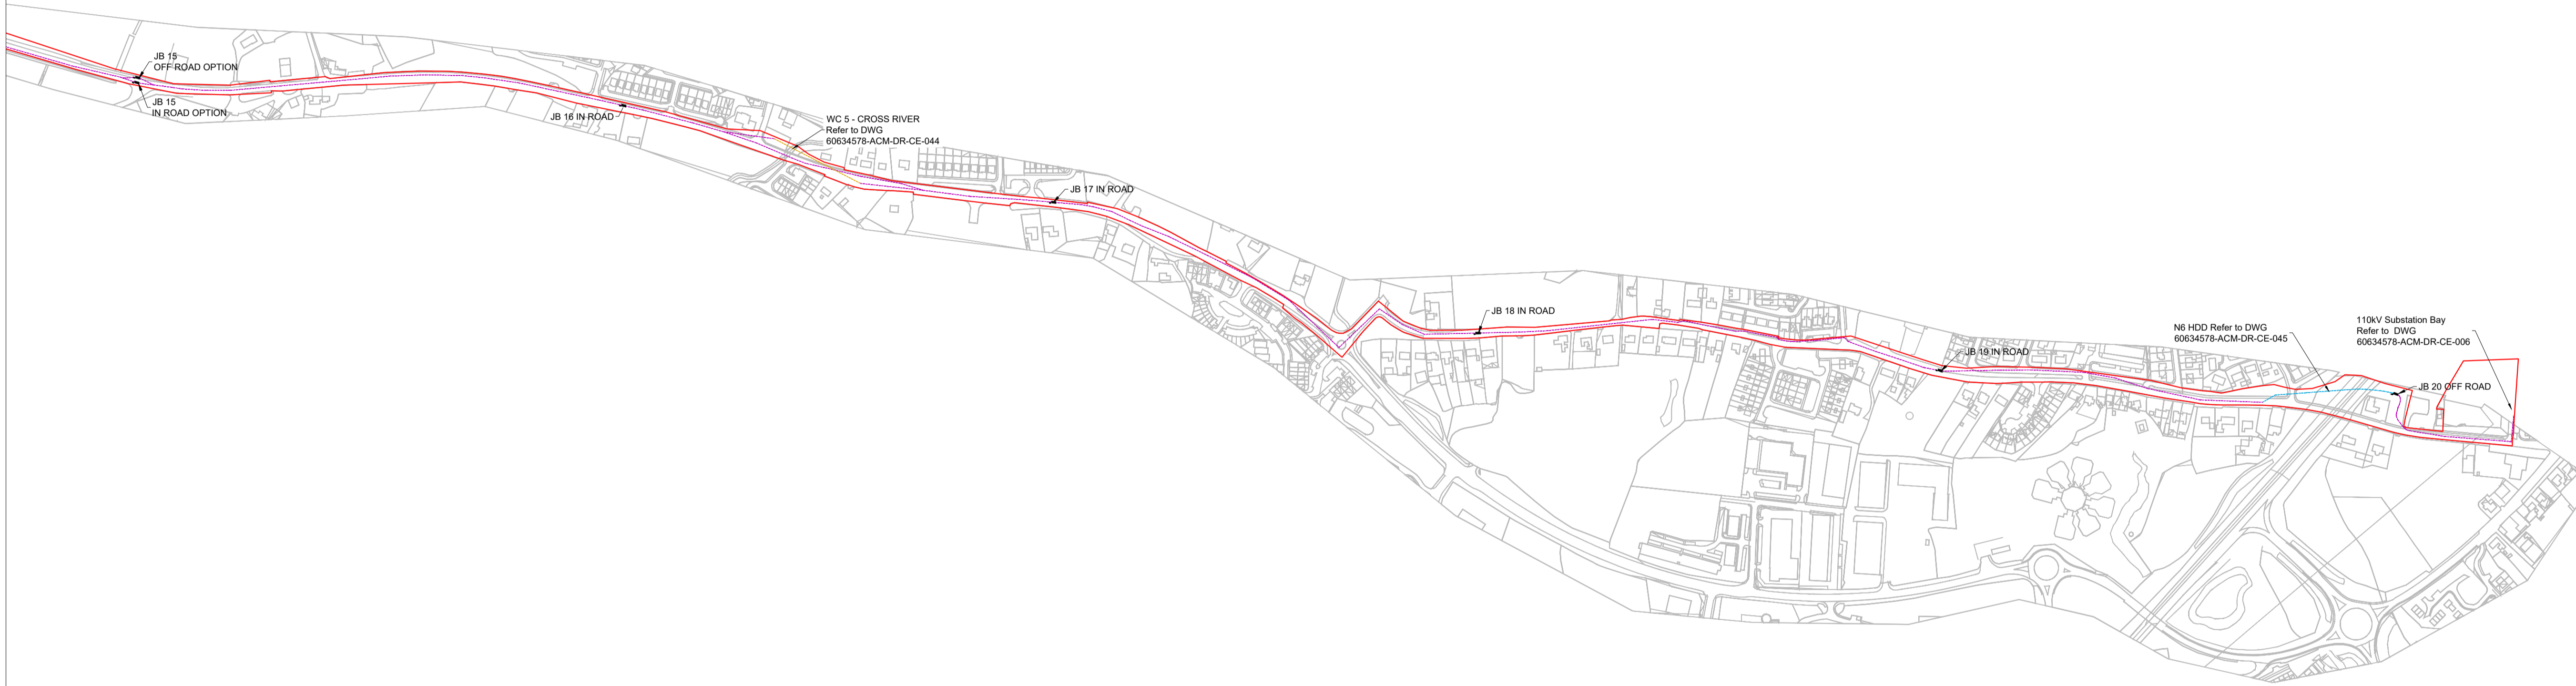 JB 15
OFF ROAD OPTION
JB 15
IN ROAD OPTION
JB 16 IN ROAD
WC 5 - CROSS RIVER
Refer to DWG
60634578-ACM-DR-CE-044
JB 17 IN ROAD
JB 18 IN ROAD
JB 19 IN ROAD
N6 HDD Refer to DWG
60634578-ACM-DR-CE-045
110kV Substation Bay
Refer to DWG
60634578-ACM-DR-CE-006
JB 20 OFF ROAD